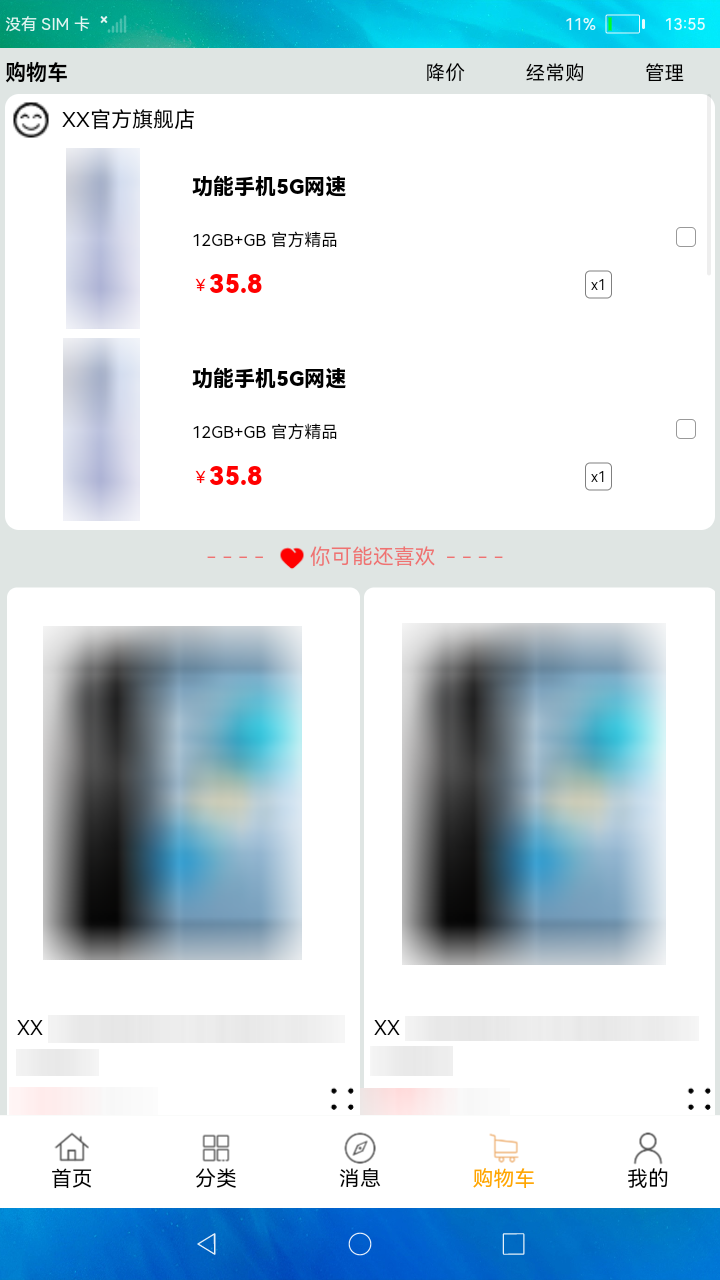 没有 SIM 卡 11% 13:55
购物车 降价 经常购 管理
XX官方旗舰店
功能手机5G网速
12GB+GB 官方精品
¥35.8 x1
功能手机5G网速
12GB+GB 官方精品
¥35.8 x1
---- 你可能还喜欢 ----
XX XX
首页 分类 消息 购物车 我的